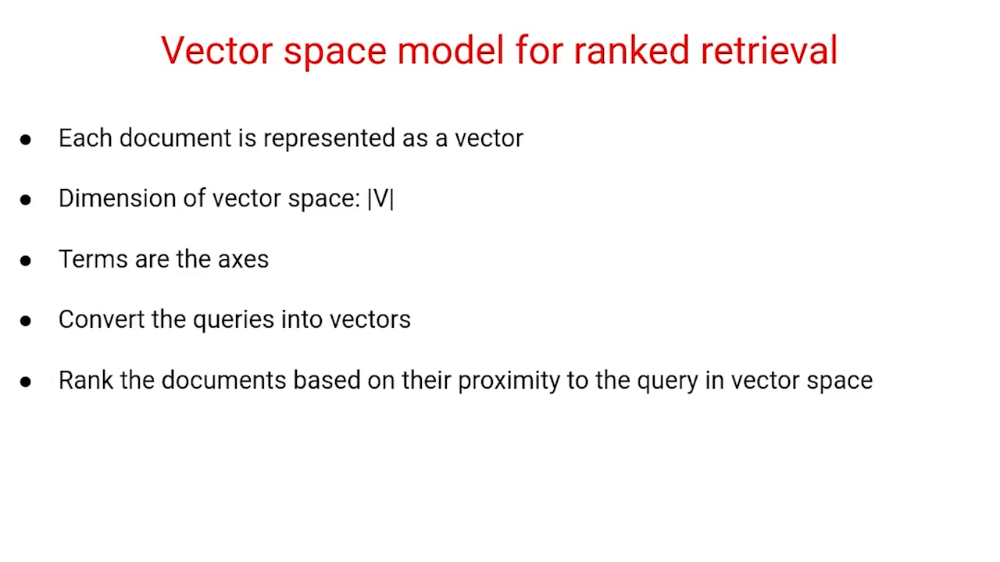 Vector space model for ranked retrieval
● Each document is represented as a vector
● Dimension of vector space: |V|
● Terms are the axes
● Convert the queries into vectors
● Rank the documents based on their proximity to the query in vector space